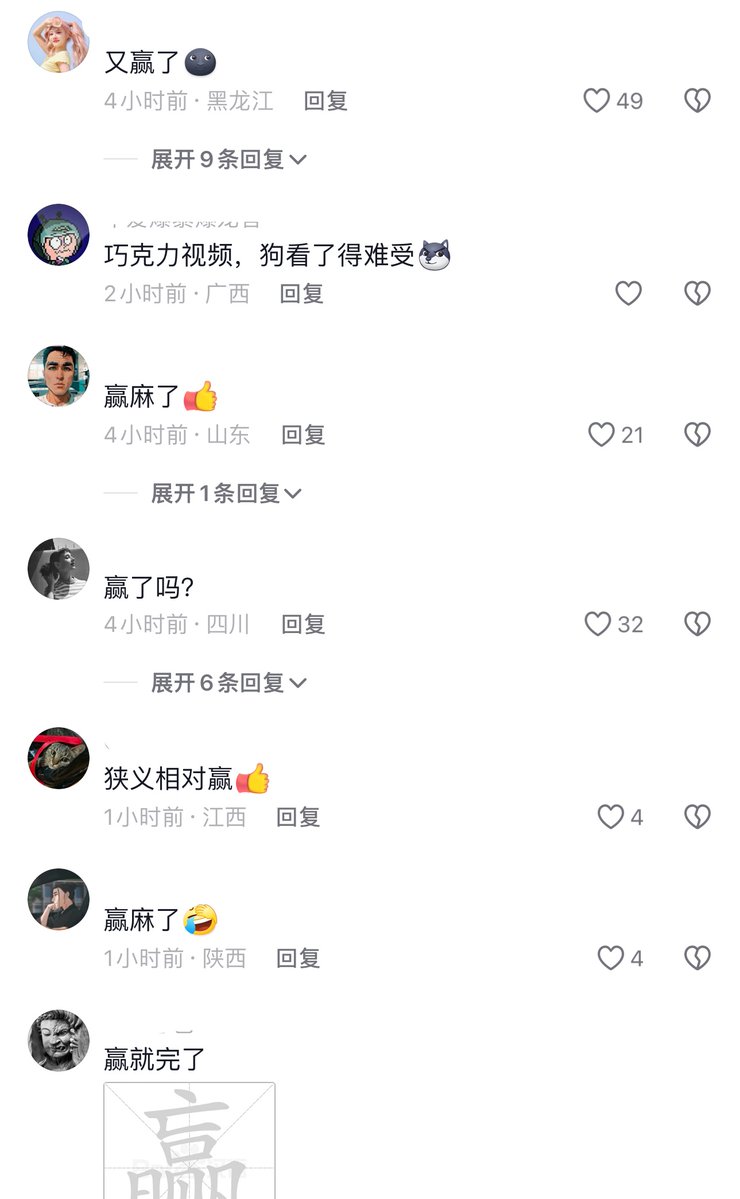 又赢了
4小时前 · 黑龙江 回复
49
展开9条回复
巧克力视频，狗看了得难受
2小时前 · 广西 回复
赢麻了
4小时前 · 山东 回复
21
展开1条回复
赢了吗?
4小时前 · 四川 回复
32
展开6条回复
狭义相对赢
1小时前 · 江西 回复
4
赢麻了
1小时前 · 陕西 回复
4
赢就完了
赢